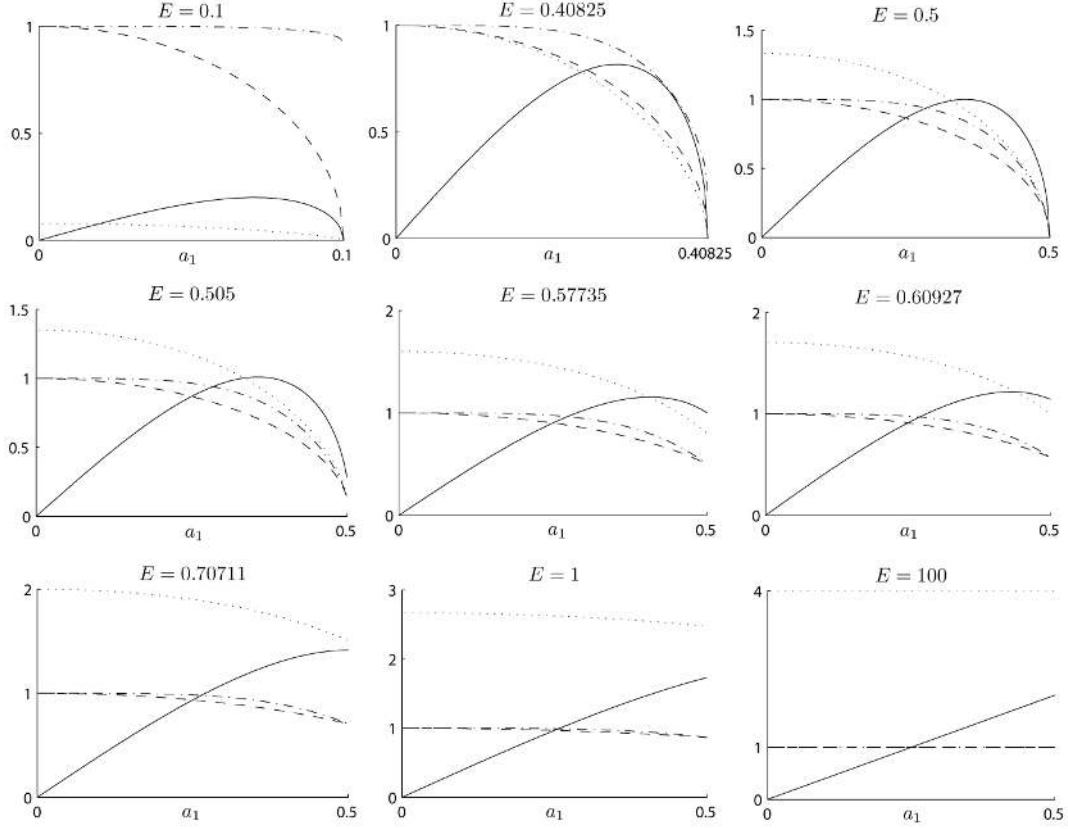 E = 0.1
1
0.5
0
0
a1
0.1
E = 0.40825
1
0.5
0
0
a1
0.40825
E = 0.5
1.5
1
0.5
0
0
a1
0.5
E = 0.505
1.5
1
0.5
0
0
a1
0.5
E = 0.57735
2
1
0
0
a1
0.5
E = 0.60927
2
1
0
0
a1
0.5
E = 0.70711
2
1
0
0
a1
0.5
E = 1
3
2
1
0
0
a1
0.5
E = 100
4
1
0
0
a1
0.5